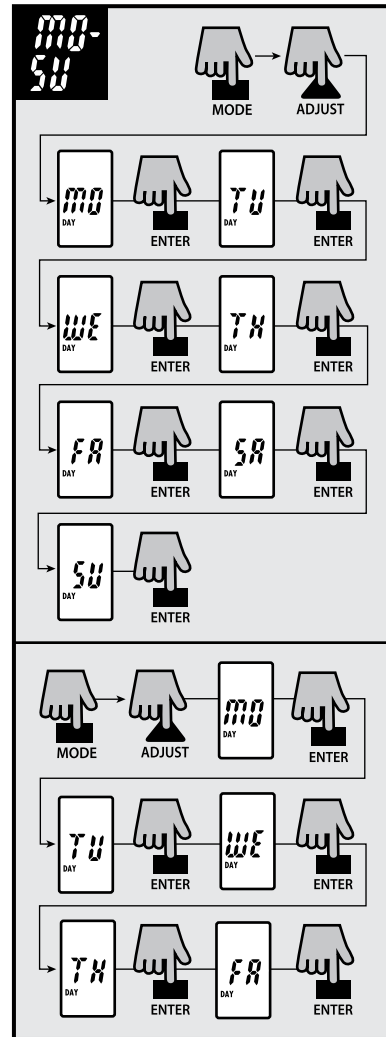 MO-
SU
MODE ADJUST
MO DAY ENTER TU DAY ENTER
WE DAY ENTER TH DAY ENTER
FR DAY ENTER SA DAY ENTER
SU DAY ENTER
MODE ADJUST MO DAY ENTER
TU DAY ENTER WE DAY ENTER
TH DAY ENTER FR DAY ENTER